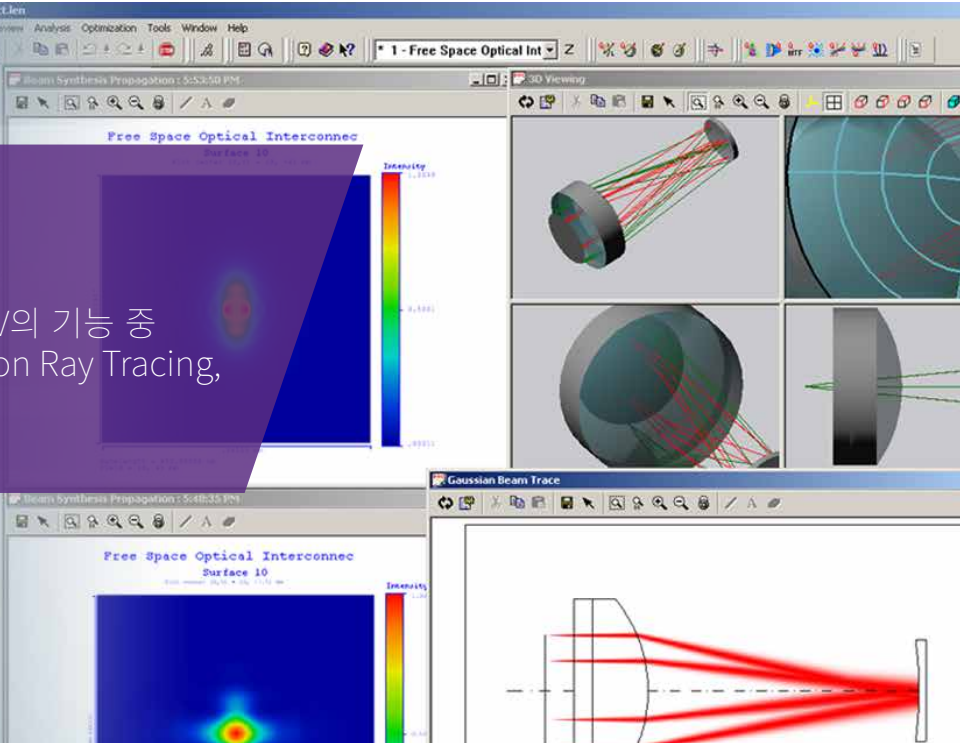 t.len
Analysis Optimization Tools Window Help
* 1 - Free Space Optical Int
Z
MTF
Beam Synthesis Propagation : 5:53:50 PM
3D Viewing
Free Space Optical Interconnec
Surface 10
Intensity
/의 기능 중
on Ray Tracing,
Gaussian Beam Trace
Beam Synthesis Propagation : 5:48:35 PM
Free Space Optical Interconnec
Surface 10
Intensity